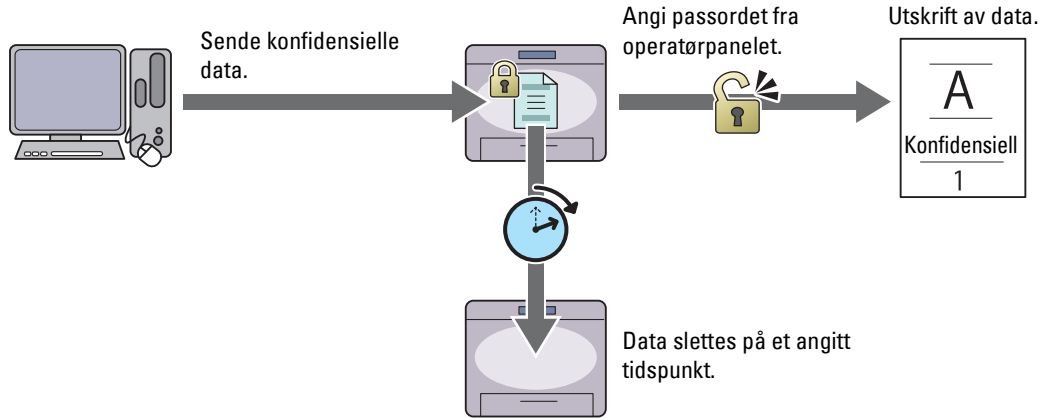 Sende konfidensielle
data.
Angi passordet fra
operatørpanelet.
Utskrift av data.
A
Konfidensiell
1
Data slettes på et angitt
tidspunkt.